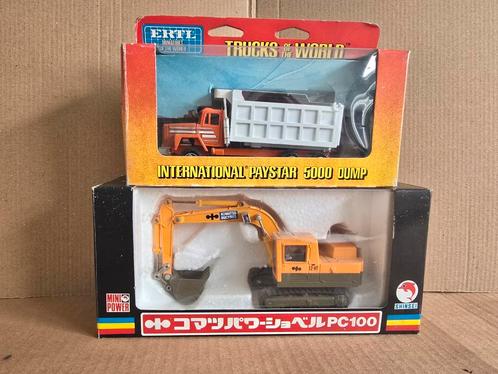 ERTL
TRUCKS OF THE WORLD
INTERNATIONAL PAYSTAR 5000 DUMP
MINI POWER
コマツパワーショベルPC100
SHINSEI